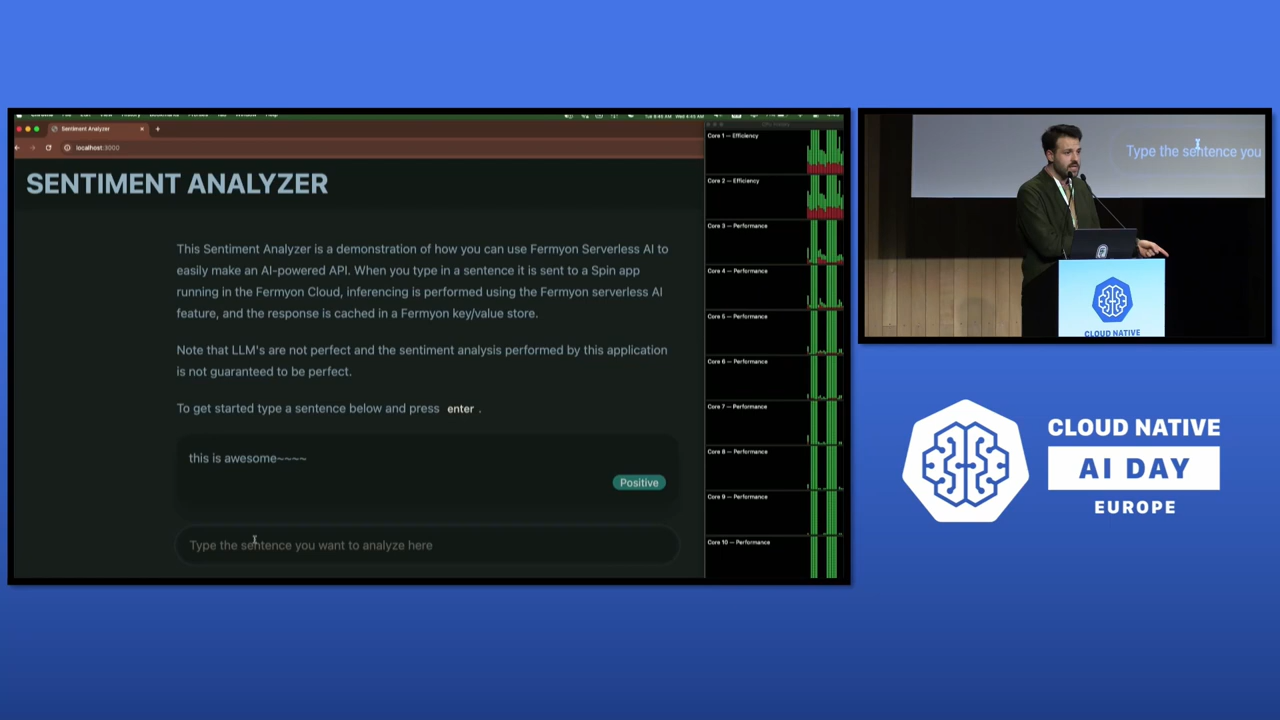 Sentiment Analyzer
localhost:3000
SENTIMENT ANALYZER
This Sentiment Analyzer is a demonstration of how you can use Fermyon Serverless AI to
easily make an AI-powered API. When you type in a sentence it is sent to a Spin app
running in the Fermyon Cloud, inferencing is performed using the Fermyon serverless AI
feature, and the response is cached in a Fermyon key/value store.
Note that LLM's are not perfect and the sentiment analysis performed by this application
is not guaranteed to be perfect.
To get started type a sentence below and press enter .
this is awesome~~~~
Positive
Type the sentence you want to analyze here
Core 1 — Efficiency
Core 2 — Efficiency
Core 3 — Performance
Core 4 — Performance
Core 5 — Performance
Core 6 — Performance
Core 7 — Performance
Core 8 — Performance
Core 9 — Performance
Core 10 — Performance
Type the sentence you
CLOUD NATIVE
CLOUD NATIVE
AI DAY
EUROPE